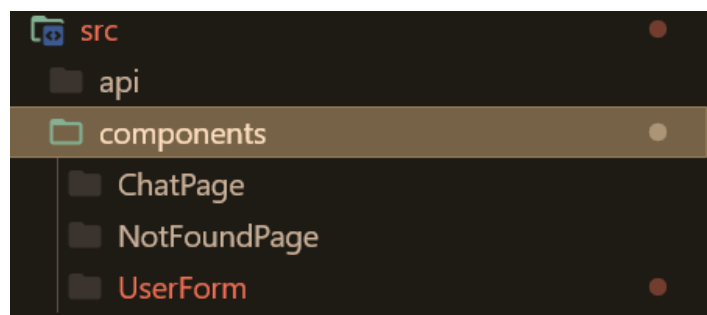 src
api
components
ChatPage
NotFoundPage
UserForm